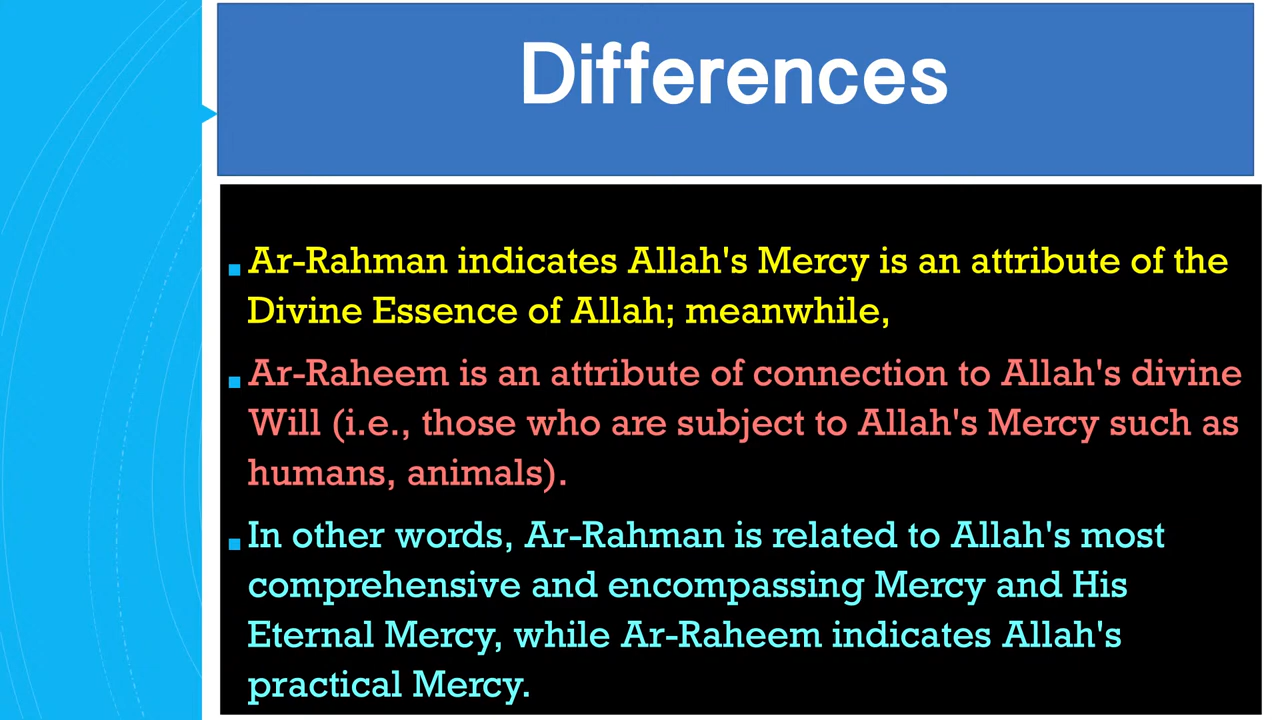 Differences
Ar-Rahman indicates Allah's Mercy is an attribute of the
Divine Essence of Allah; meanwhile,
Ar-Raheem is an attribute of connection to Allah's divine
Will (i.e., those who are subject to Allah's Mercy such as
humans, animals).
In other words, Ar-Rahman is related to Allah's most
comprehensive and encompassing Mercy and His
Eternal Mercy, while Ar-Raheem indicates Allah's
practical Mercy.